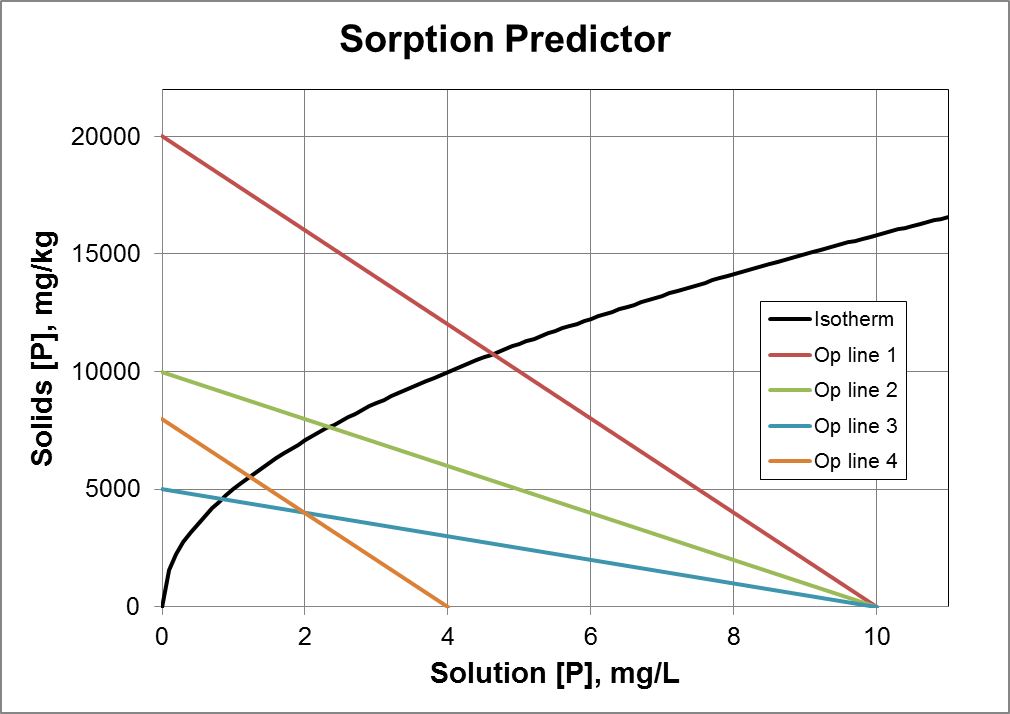 Sorption Predictor
Solids [P], mg/kg
20000
15000
10000
5000
0
0 2 4 6 8 10
Solution [P], mg/L
Isotherm
Op line 1
Op line 2
Op line 3
Op line 4